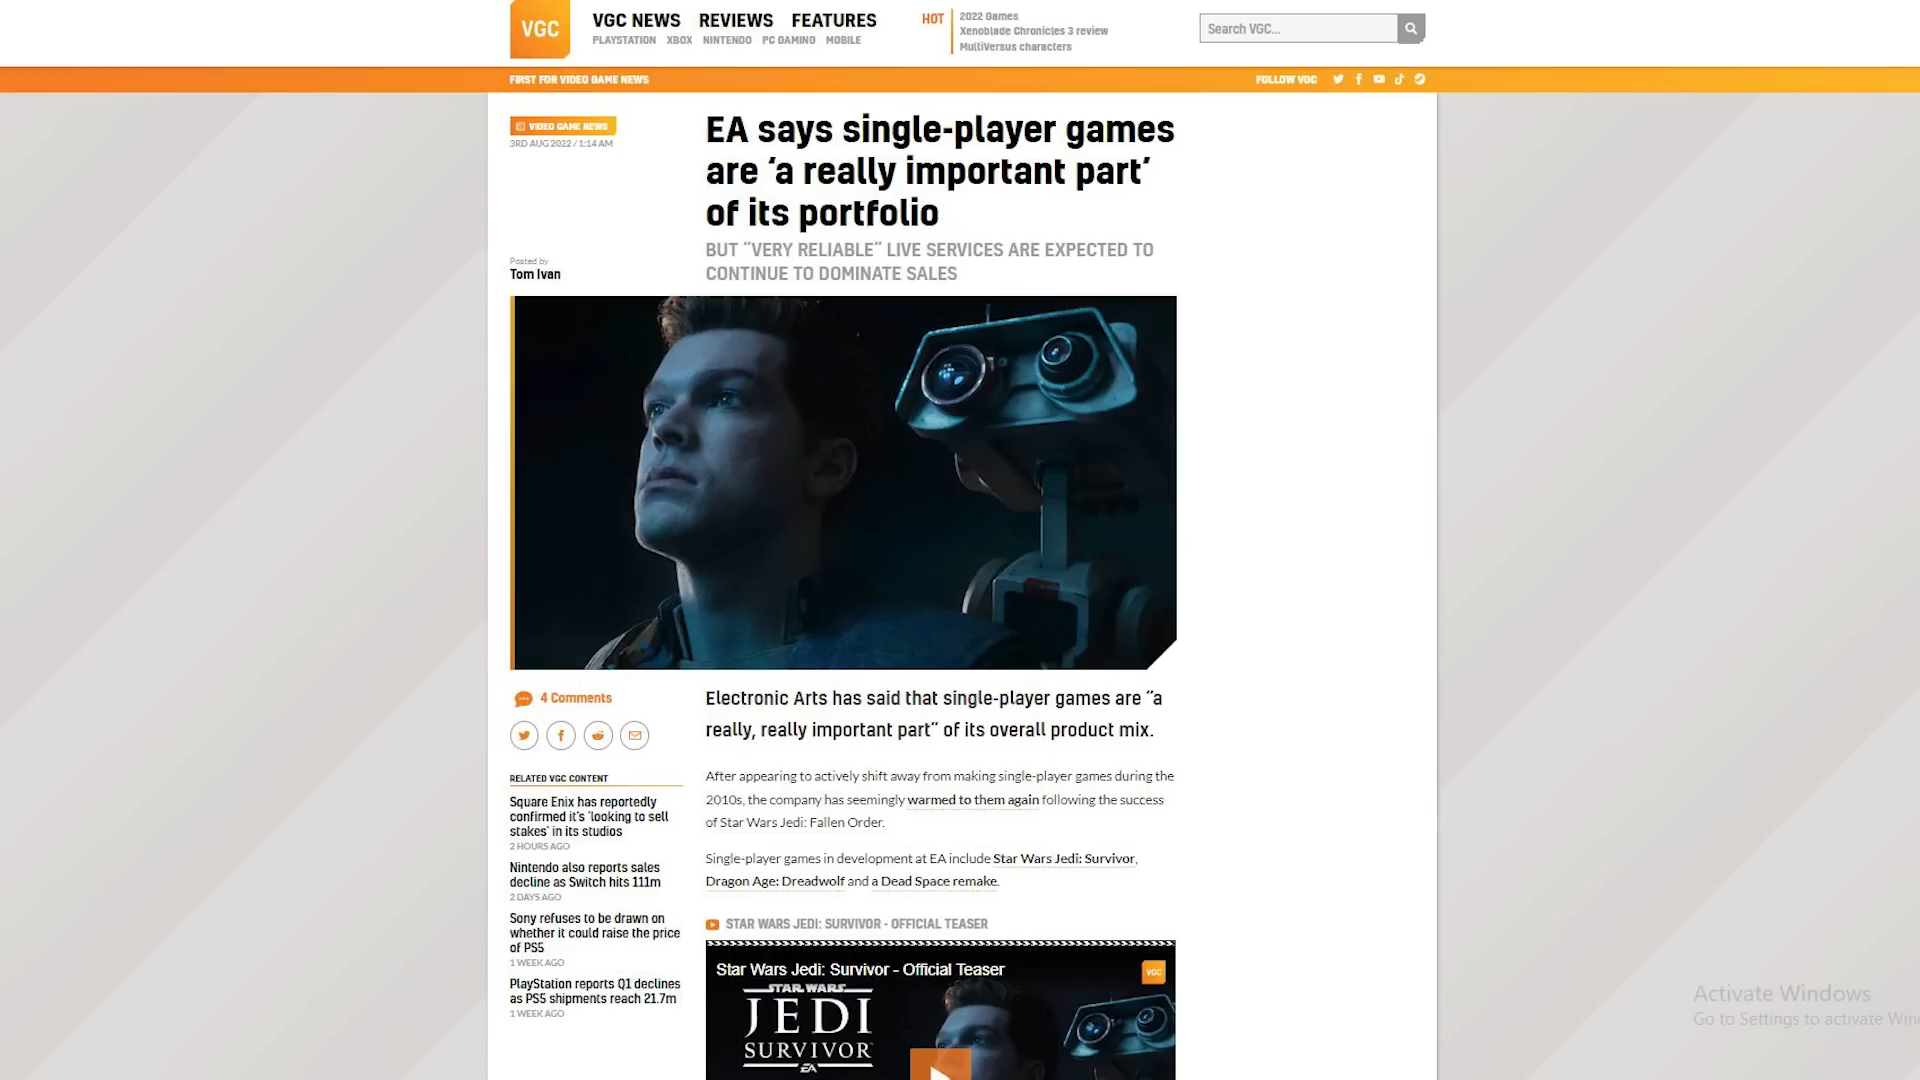 VGC
VGC NEWS REVIEWS FEATURES
PLAYSTATION XBOX NINTENDO PC GAMING MOBILE
HOT
2022 Games
Xenoblade Chronicles 3 review
MultiVersus characters
Search VGC...
FIRST FOR VIDEO GAME NEWS
FOLLOW VGC
VIDEO GAME NEWS
3RD AUG 2022 / 1:14 AM
EA says single-player games
are ‘a really important part’
of its portfolio
BUT “VERY RELIABLE” LIVE SERVICES ARE EXPECTED TO
CONTINUE TO DOMINATE SALES
Posted by
Tom Ivan
4 Comments
Electronic Arts has said that single-player games are “a
really, really important part” of its overall product mix.
After appearing to actively shift away from making single-player games during the
2010s, the company has seemingly warmed to them again following the success
of Star Wars Jedi: Fallen Order.
Single-player games in development at EA include Star Wars Jedi: Survivor,
Dragon Age: Dreadwolf and a Dead Space remake.
RELATED VGC CONTENT
Square Enix has reportedly
confirmed it's ‘looking to sell
stakes’ in its studios
2 HOURS AGO
Nintendo also reports sales
decline as Switch hits 111m
2 DAYS AGO
Sony refuses to be drawn on
whether it could raise the price
of PS5
1 WEEK AGO
PlayStation reports Q1 declines
as PS5 shipments reach 21.7m
1 WEEK AGO
STAR WARS JEDI: SURVIVOR - OFFICIAL TEASER
Star Wars Jedi: Survivor - Official Teaser
VGC
STAR WARS
JEDI
SURVIVOR
EA
Activate Windows
Go to Settings to activate Win